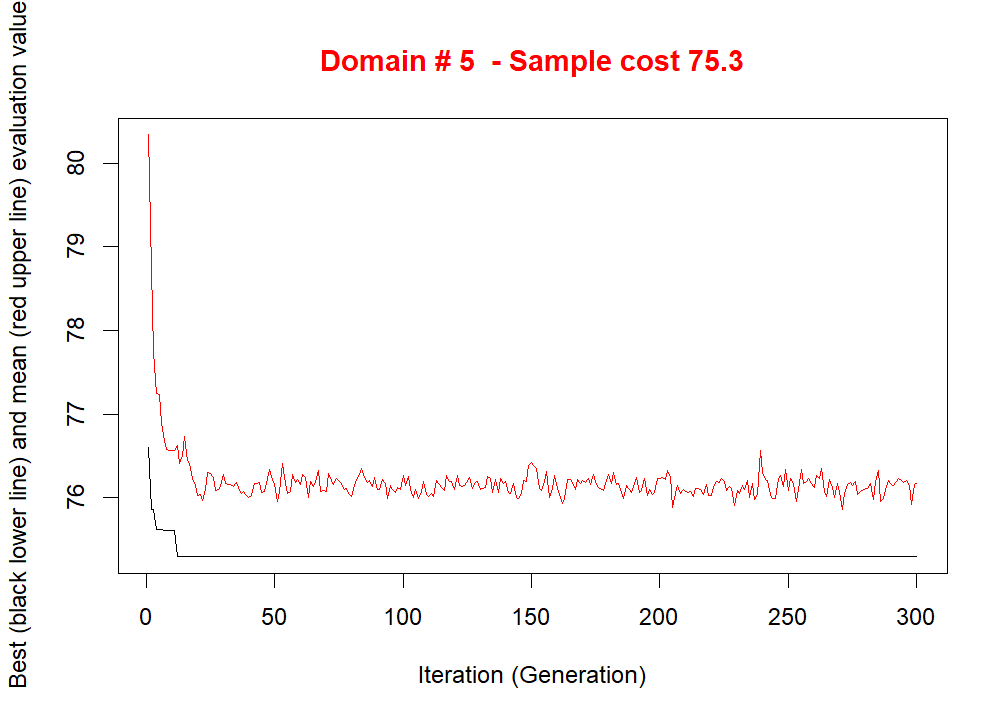 Domain # 5  - Sample cost 75.3
Best (black lower line) and mean (red upper line) evaluation value
80
79
78
77
76
0 50 100 150 200 250 300
Iteration (Generation)